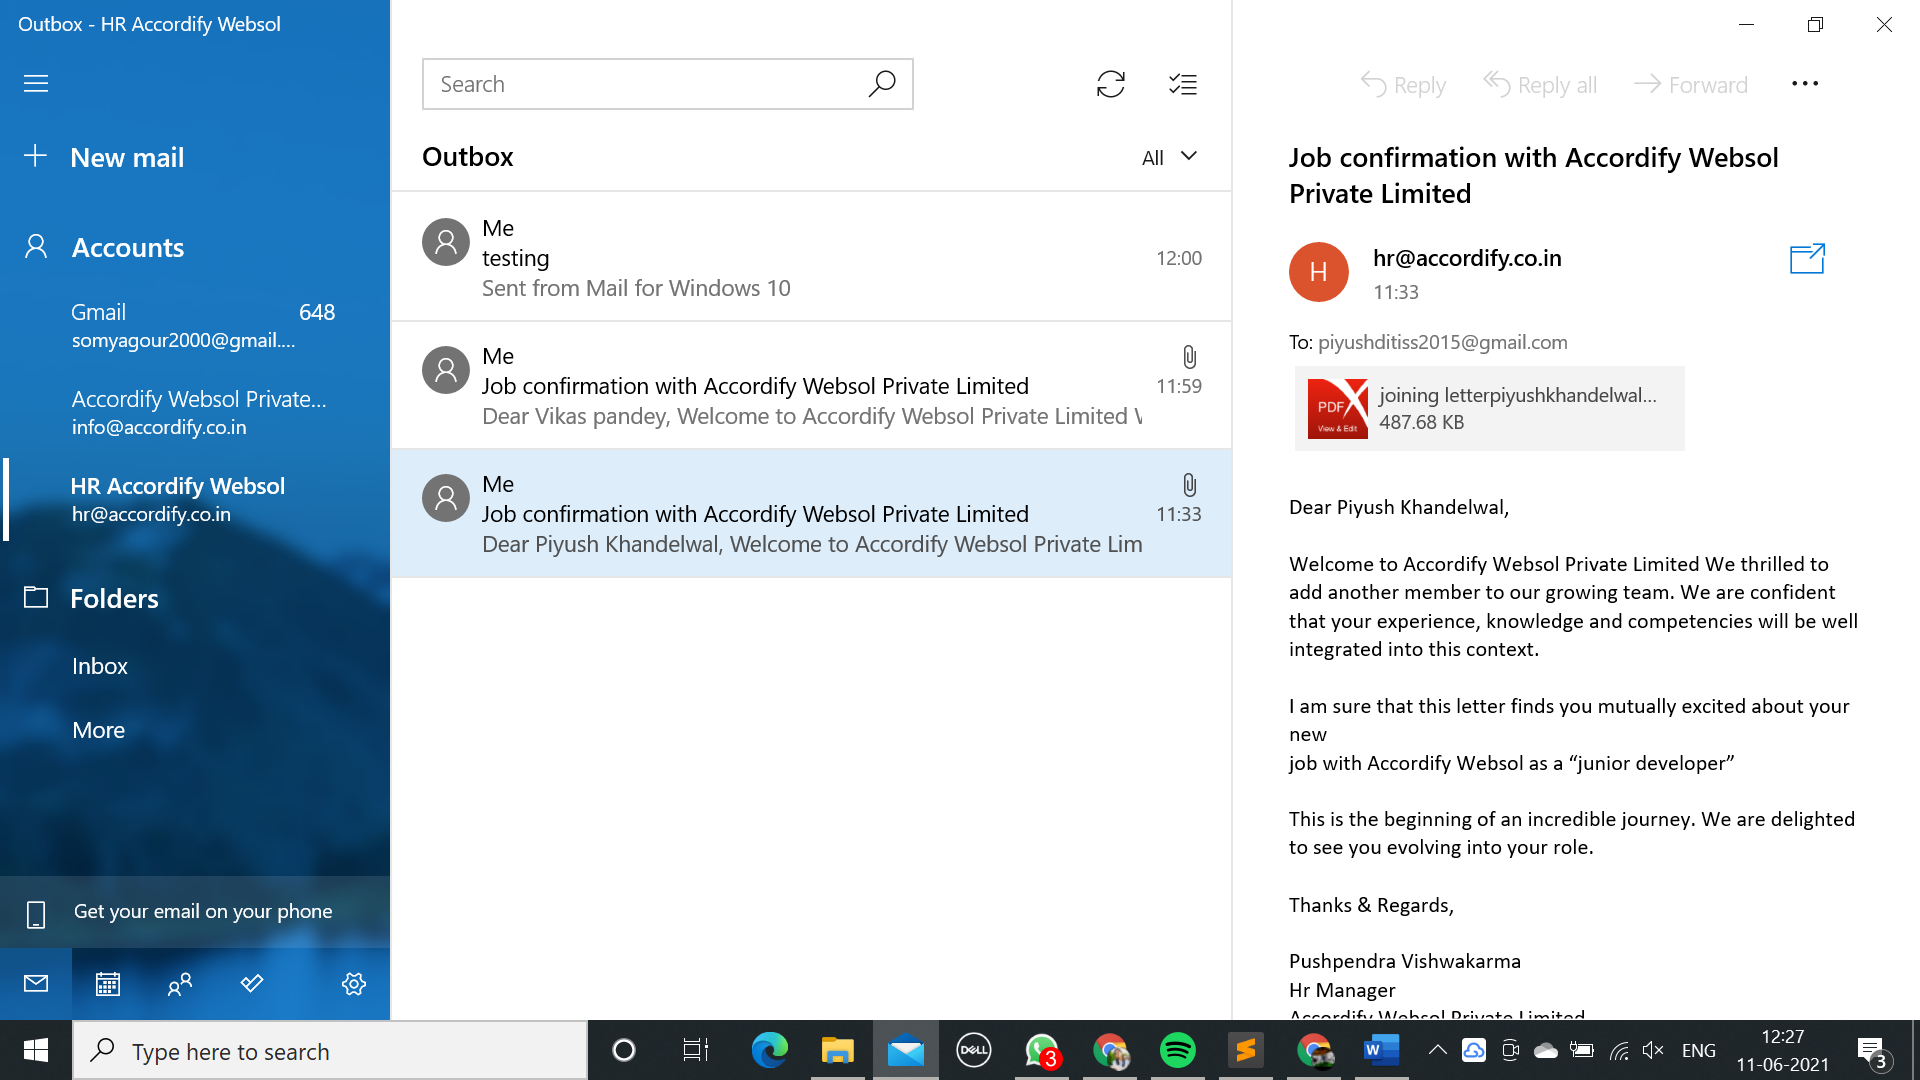 Outbox - HR Accordify Websol
New mail
Accounts
Gmail 648
somyagour2000@gmail....
Accordify Websol Private...
info@accordify.co.in
HR Accordify Websol
hr@accordify.co.in
Folders
Inbox
More
Get your email on your phone
Search
Outbox All
Me
testing 12:00
Sent from Mail for Windows 10
Me
Job confirmation with Accordify Websol Private Limited 11:59
Dear Vikas pandey, Welcome to Accordify Websol Private Limited
Me
Job confirmation with Accordify Websol Private Limited 11:33
Dear Piyush Khandelwal, Welcome to Accordify Websol Private Lim
Reply Reply all Forward
Job confirmation with Accordify Websol
Private Limited
H
hr@accordify.co.in
11:33
To: piyushditiss2015@gmail.com
PDF
View & Edit
joining letterpiyushkhandelwal...
487.68 KB
Dear Piyush Khandelwal,
Welcome to Accordify Websol Private Limited We thrilled to
add another member to our growing team. We are confident
that your experience, knowledge and competencies will be well
integrated into this context.
I am sure that this letter finds you mutually excited about your
new
job with Accordify Websol as a “junior developer”
This is the beginning of an incredible journey. We are delighted
to see you evolving into your role.
Thanks & Regards,
Pushpendra Vishwakarma
Hr Manager
Accordify Websol Private Limited
Type here to search
DELL
3
W
ENG
12:27
11-06-2021
3